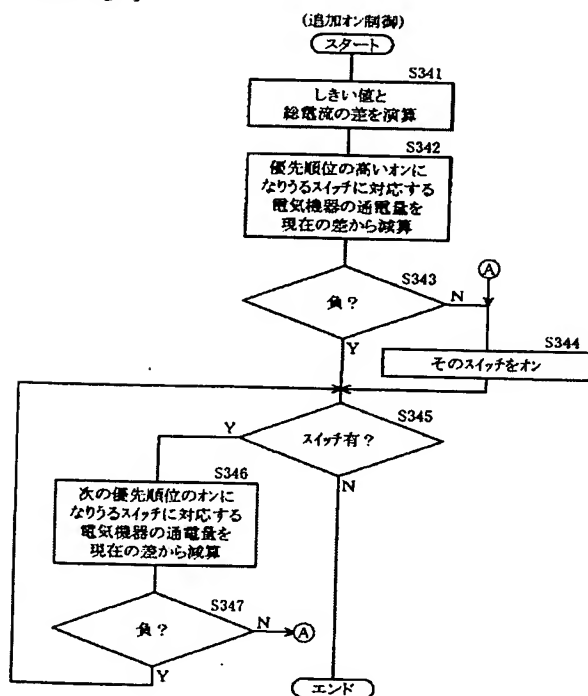 (追加オン制御)
スタート
S341
しきい値と
総電流の差を演算
S342
優先順位の高いオンに
なりうるスイッチに対応する
電気機器の通電量を
現在の差から減算
S343
負?
N
Y
A
S344
そのスイッチをオン
S345
スイッチ有?
Y
N
S346
次の優先順位のオンに
なりうるスイッチに対応する
電気機器の通電量を
現在の差から減算
S347
負?
N
A
Y
エンド